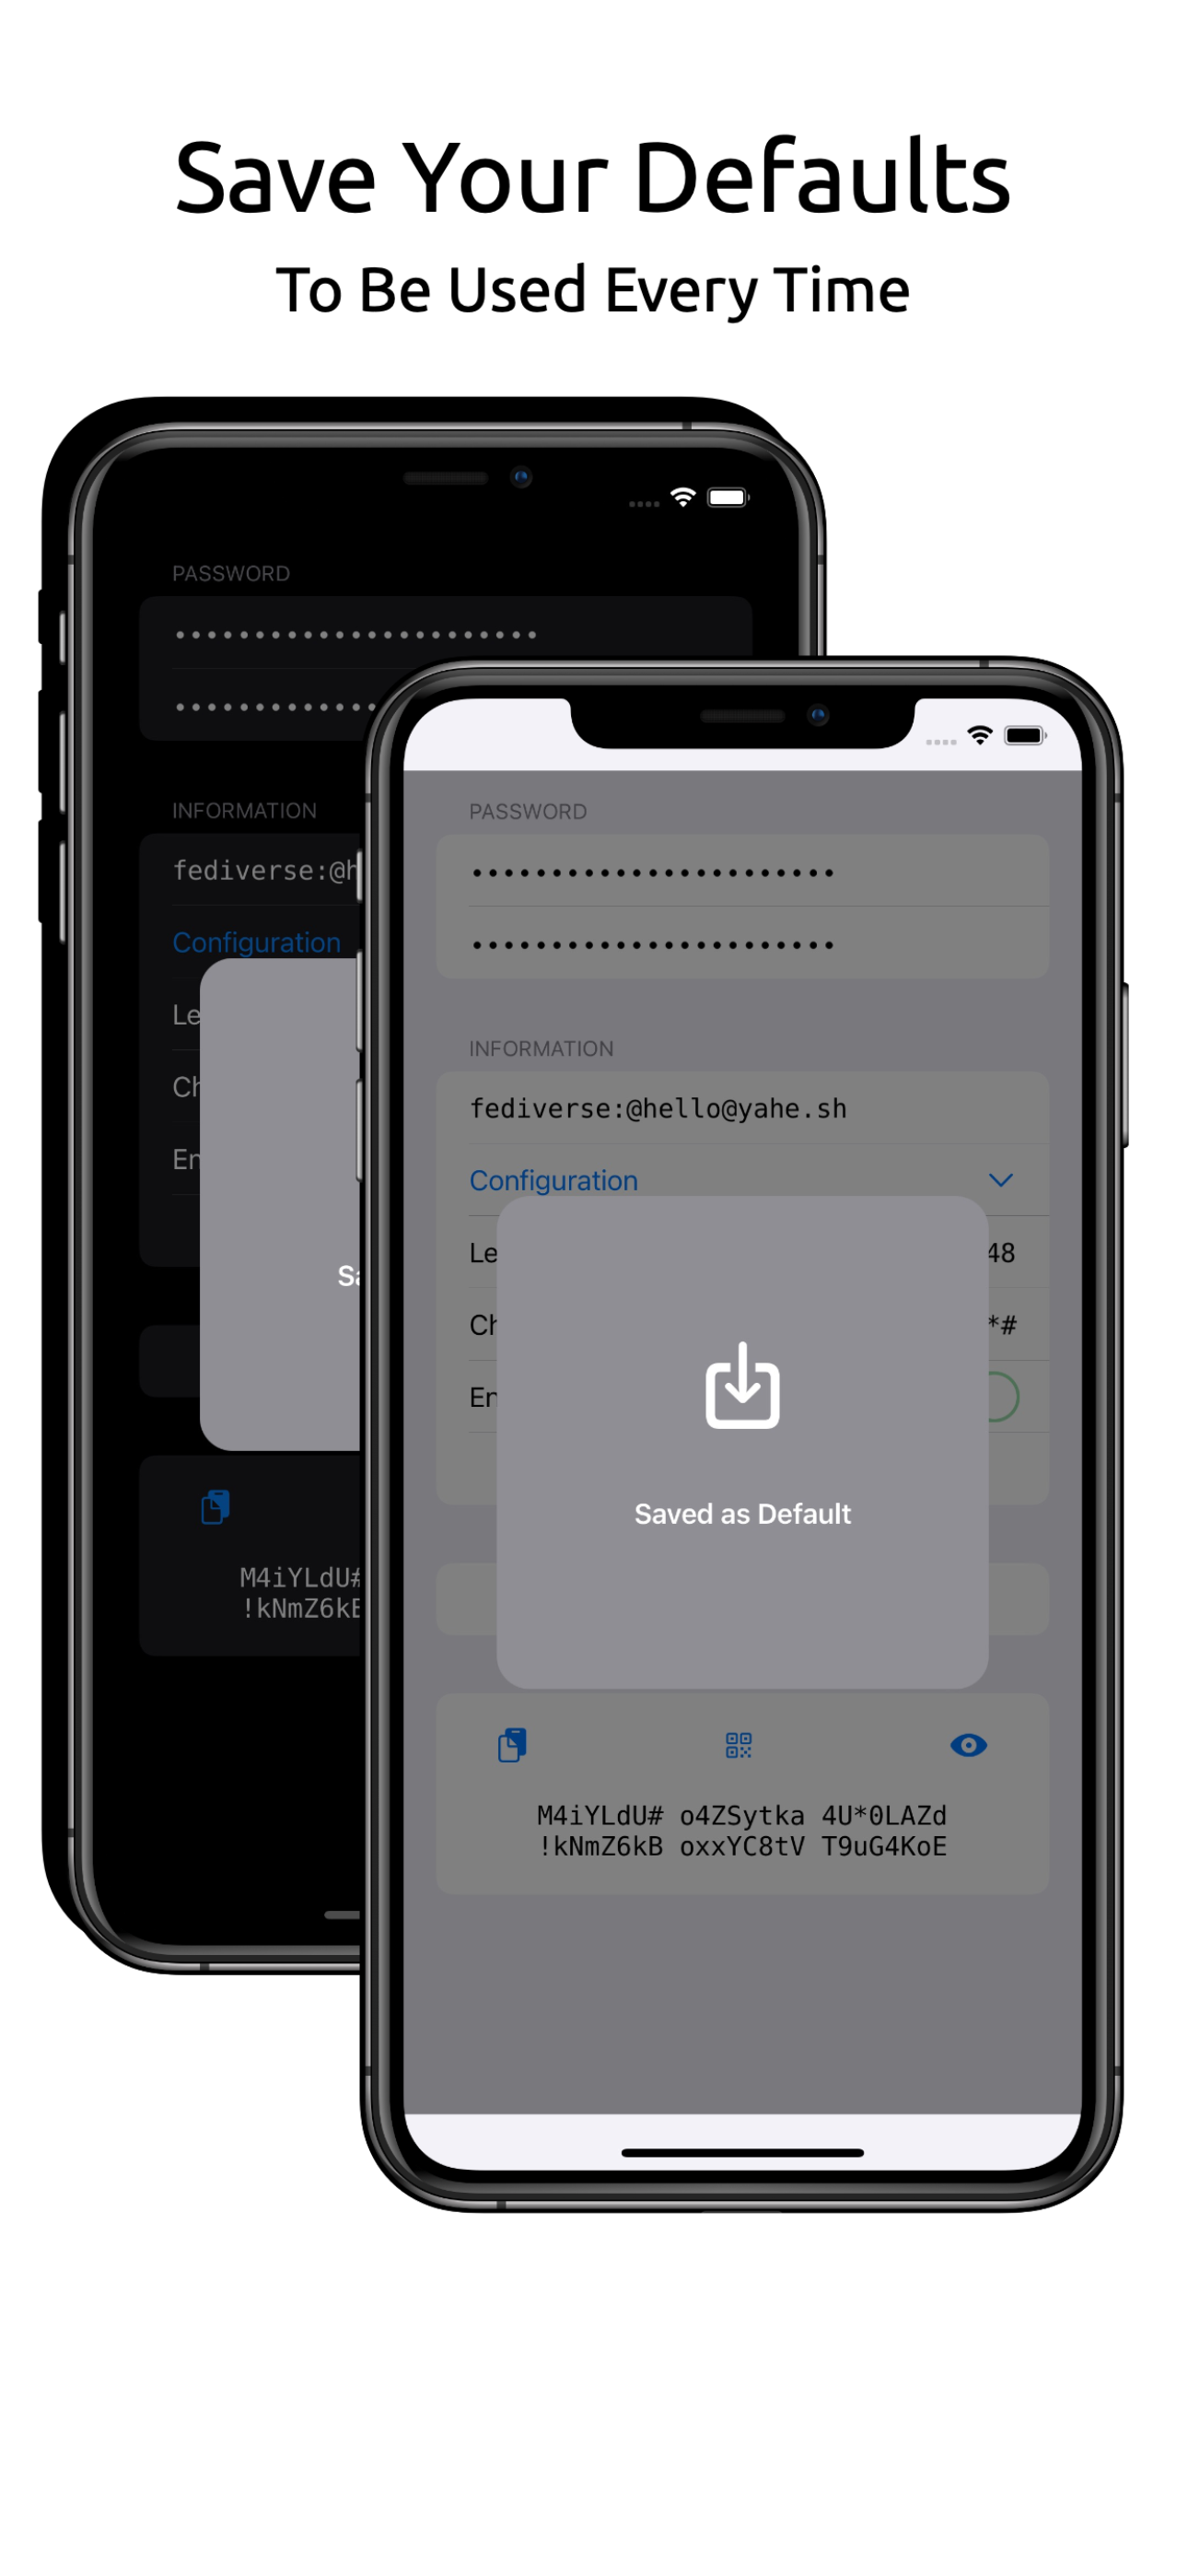 Save Your Defaults
To Be Used Every Time
PASSWORD
INFORMATION
fediverse:@h
Configuration
Le
Ch
En
Sa
M4iYLdU#
!kNmZ6kB
PASSWORD
INFORMATION
fediverse:@hello@yahe.sh
Configuration
Le 48
Ch *#
En
Saved as Default
M4iYLdU# o4ZSytka 4U*0LAZd
!kNmZ6kB oxxYC8tV T9uG4KoE